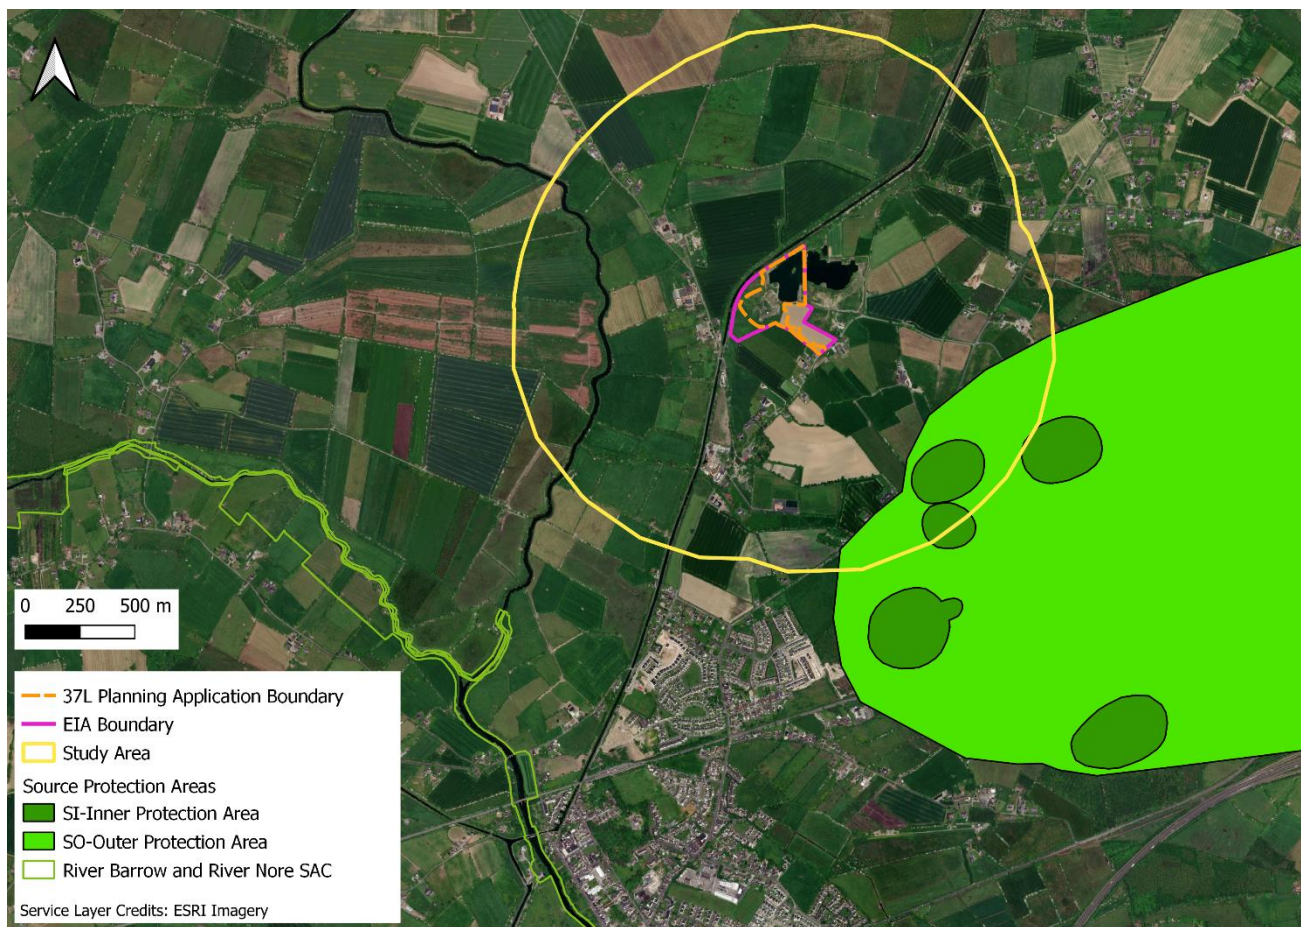 0 250 500 m
37L Planning Application Boundary
EIA Boundary
Study Area
Source Protection Areas
SI-Inner Protection Area
SO-Outer Protection Area
River Barrow and River Nore SAC
Service Layer Credits: ESRI Imagery